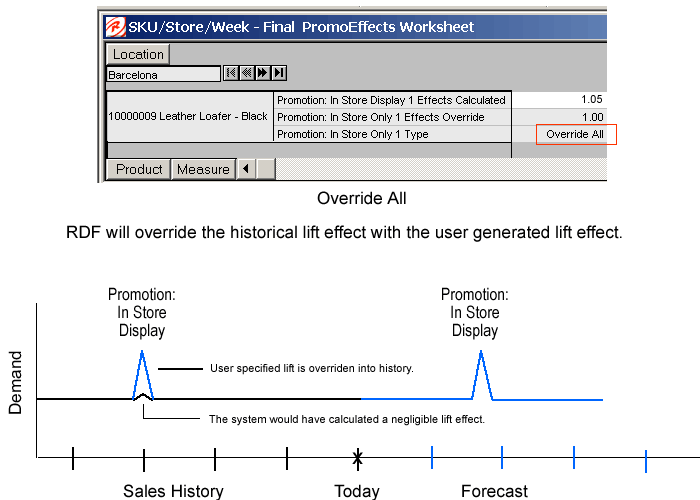 SKU/Store/Week - Final PromoEffects Worksheet
Location
Barcelona
Promotion: In Store Display 1 Effects Calculated 1.05
10000009 Leather Loafer - Black Promotion: In Store Only 1 Effects Override 1.00
Promotion: In Store Only 1 Type Override All
Product Measure
Override All
RDF will override the historical lift effect with the user generated lift effect.
Promotion:
In Store
Display
Promotion:
In Store
Display
User specified lift is overriden into history.
The system would have calculated a negligible lift effect.
Demand
Sales History Today Forecast